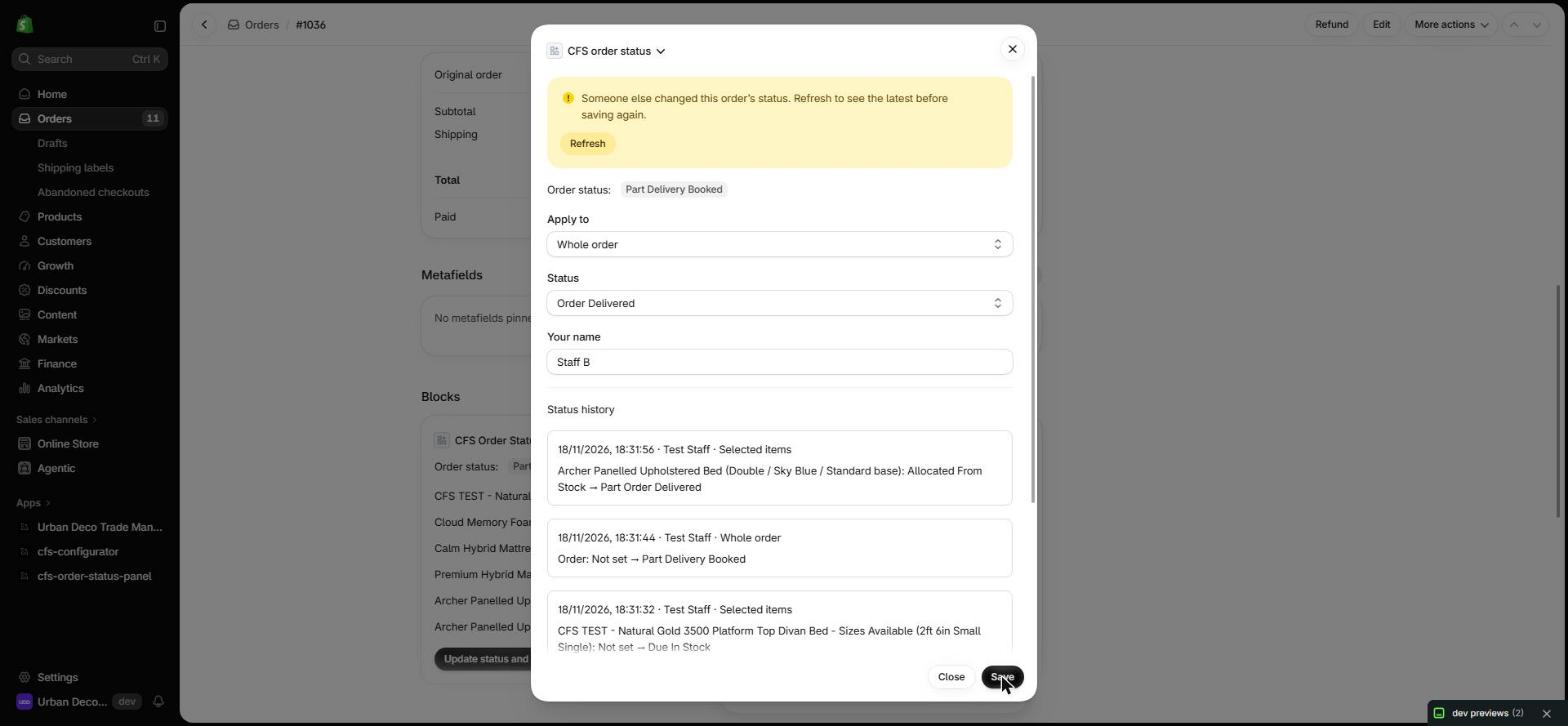 Search
Ctrl K
Home
Orders
11
Drafts
Shipping labels
Abandoned checkouts
Products
Customers
Growth
Discounts
Content
Markets
Finance
Analytics
Sales channels
Online Store
Agentic
Apps
Urban Deco Trade Man...
cfs-configurator
cfs-order-status-panel
Settings
Urban Deco...
dev
Orders / #1036
Refund
Edit
More actions
Original order
Subtotal
Shipping
Total
Paid
Metafields
No metafields pinne
Blocks
CFS Order Statu
Order status: Part
CFS TEST - Natural
Cloud Memory Foar
Calm Hybrid Mattre
Premium Hybrid Ma
Archer Panelled Up
Archer Panelled Up
Update status and
CFS order status
Someone else changed this order's status. Refresh to see the latest before
saving again.
Refresh
Order status: Part Delivery Booked
Apply to
Whole order
Status
Order Delivered
Your name
Staff B
Status history
18/11/2026, 18:31:56 · Test Staff · Selected items
Archer Panelled Upholstered Bed (Double / Sky Blue / Standard base): Allocated From
Stock → Part Order Delivered
18/11/2026, 18:31:44 · Test Staff · Whole order
Order: Not set → Part Delivery Booked
18/11/2026, 18:31:32 · Test Staff · Selected items
CFS TEST - Natural Gold 3500 Platform Top Divan Bed - Sizes Available (2ft 6in Small
Single): Not set → Due In Stock
Close
Save
dev previews (2)